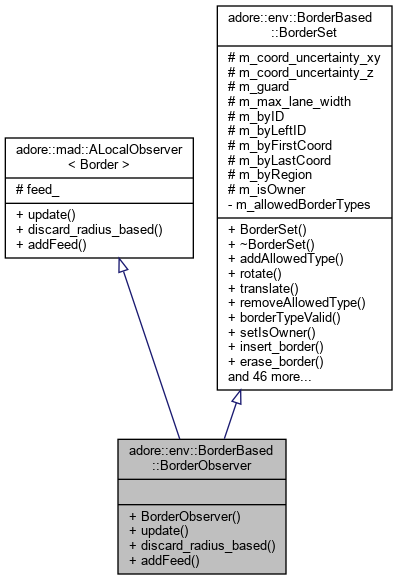 adore::env::BorderBased
::BorderSet
# m_coord_uncertainty_xy
# m_coord_uncertainty_z
# m_guard
# m_max_lane_width
# m_byID
# m_byLeftID
# m_byFirstCoord
# m_byLastCoord
# m_byRegion
# m_isOwner
- m_allowedBorderTypes
+ BorderSet()
+ ~BorderSet()
+ addAllowedType()
+ rotate()
+ translate()
+ removeAllowedType()
+ borderTypeValid()
+ setIsOwner()
+ insert_border()
+ erase_border()
and 46 more...
adore::mad::ALocalObserver
< Border >
# feed_
+ update()
+ discard_radius_based()
+ addFeed()
adore::env::BorderBased
::BorderObserver
+ BorderObserver()
+ update()
+ discard_radius_based()
+ addFeed()